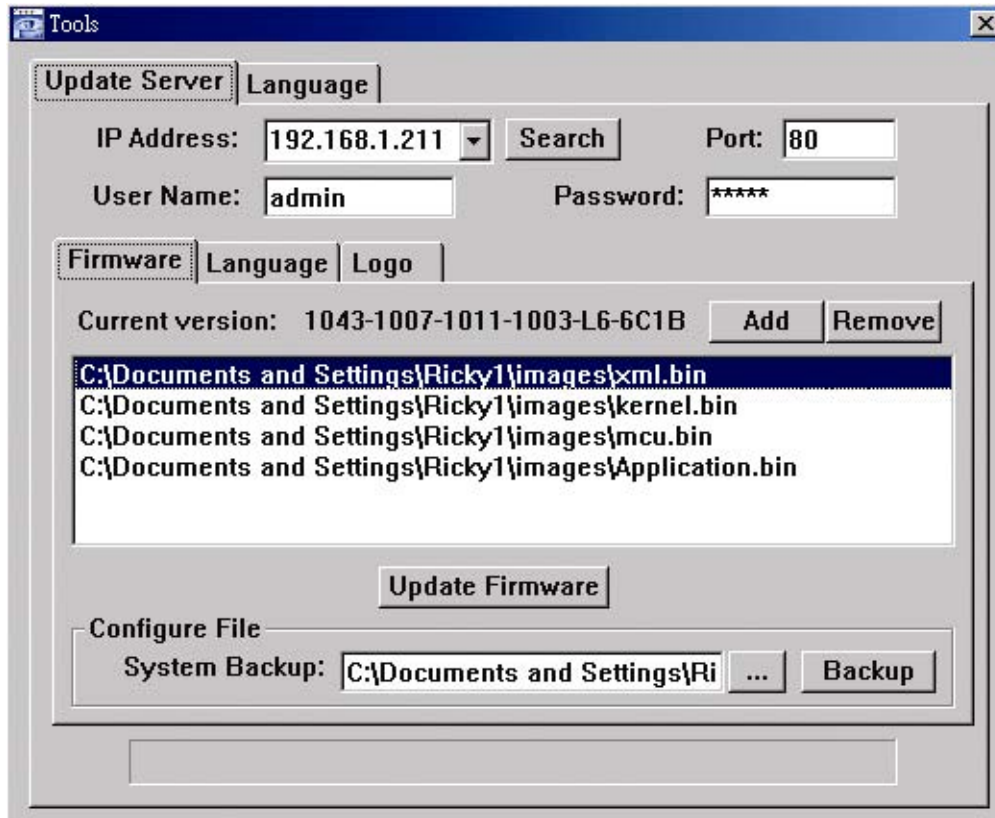 Tools
Update Server Language
IP Address: 192.168.1.211 Search Port: 80
User Name: admin Password: *****
Firmware Language Logo
Current version: 1043-1007-1011-1003-L6-6C1B Add Remove
C:\Documents and Settings\Ricky1\images\xml.bin
C:\Documents and Settings\Ricky1\images\kernel.bin
C:\Documents and Settings\Ricky1\images\mcu.bin
C:\Documents and Settings\Ricky1\images\Application.bin
Update Firmware
Configure File
System Backup: C:\Documents and Settings\Ri ... Backup